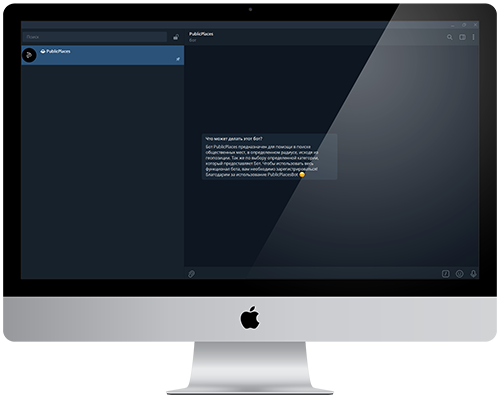 Поиск
PublicPlaces
PublicPlaces
Бот
Что может делать этот бот?
Бот PublicPlaces предназначен для помощи в поиске
общественных мест, в определенном радиусе, исходя из
геопозиции. Так же по выбору определенной категории,
который предоставляет Бот. Чтобы использовать весь
функционал бота, вам необходимо зарегистрироваться!
Благодарим за использование PublicPlacesBot 😊